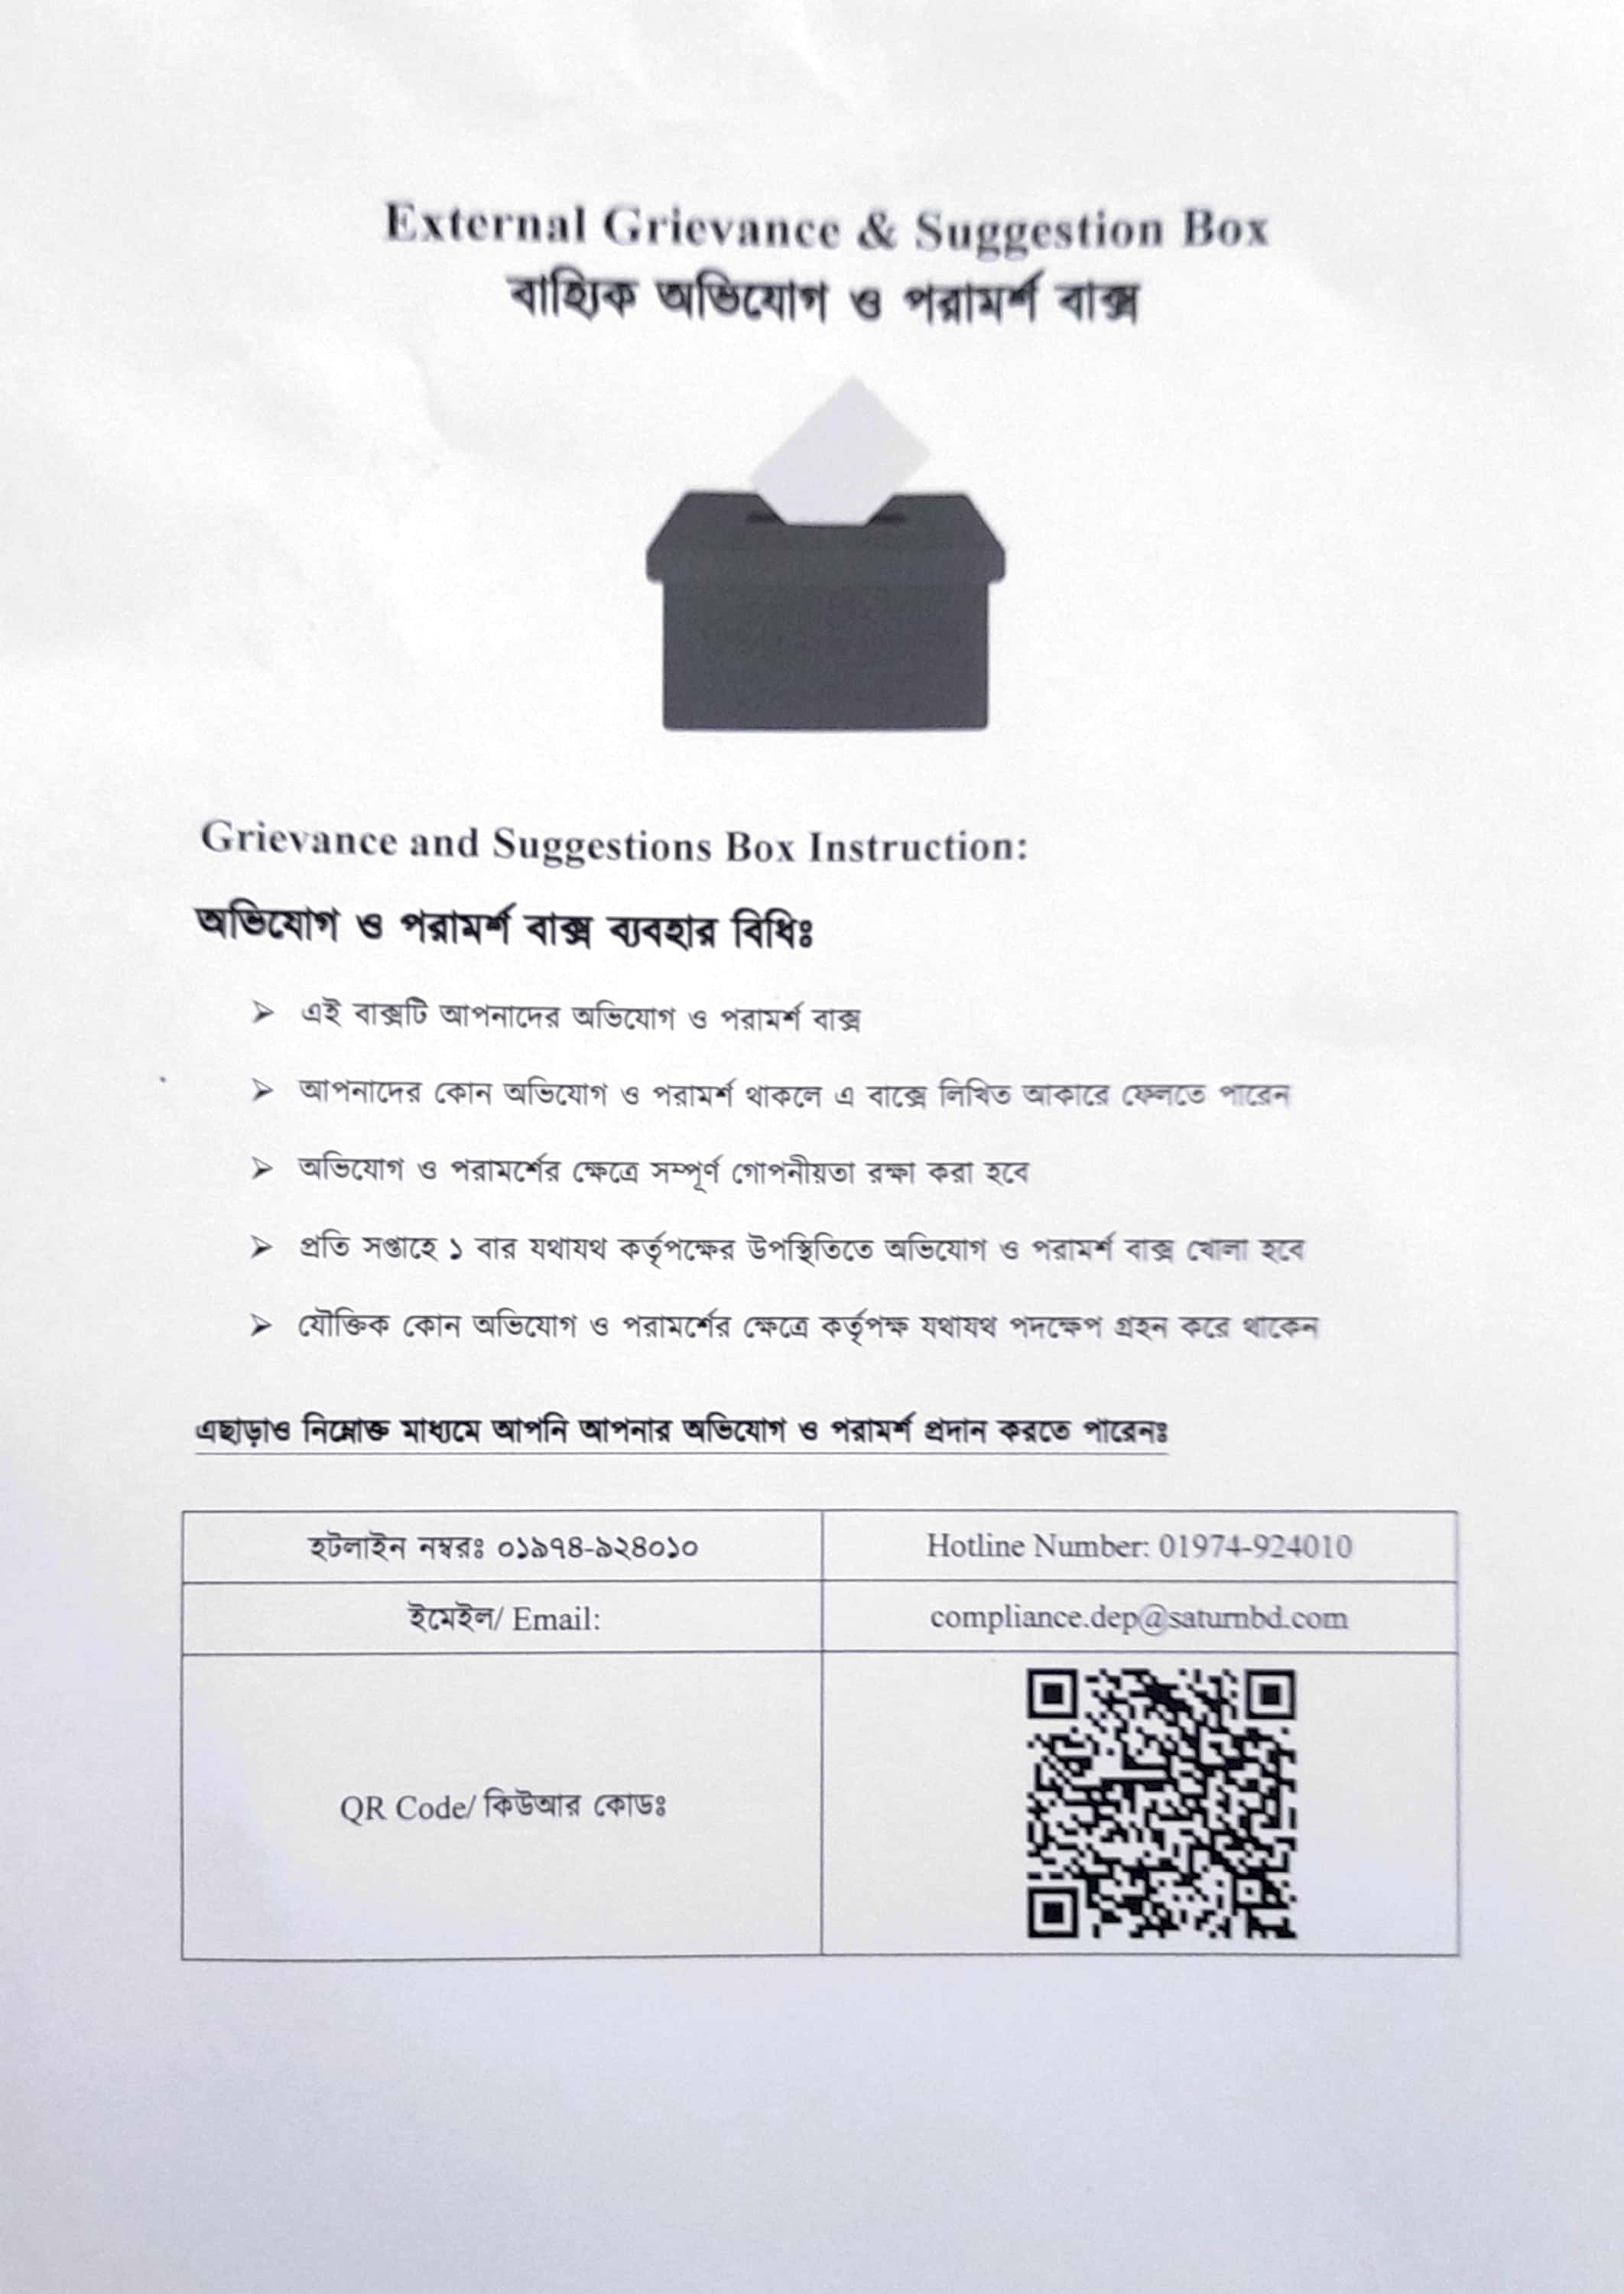 External Grievance & Suggestion Box
বাহ্যিক অভিযোগ ও পরামর্শ বাক্স
Grievance and Suggestions Box Instruction:
অভিযোগ ও পরামর্শ বাক্স ব্যবহার বিধিঃ
➢ এই বাক্সটি আপনাদের অভিযোগ ও পরামর্শ বাক্স
➢ আপনাদের কোন অভিযোগ ও পরামর্শ থাকলে এ বাক্সে লিখিত আকারে ফেলতে পারেন
➢ অভিযোগ ও পরামর্শের ক্ষেত্রে সম্পূর্ণ গোপনীয়তা রক্ষা করা হবে
➢ প্রতি সপ্তাহে ১ বার যথাযথ কর্তৃপক্ষের উপস্থিতিতে অভিযোগ ও পরামর্শ বাক্স খোলা হবে
➢ যৌক্তিক কোন অভিযোগ ও পরামর্শের ক্ষেত্রে কর্তৃপক্ষ যথাযথ পদক্ষেপ গ্রহন করে থাকেন
এছাড়াও নিম্নোক্ত মাধ্যমে আপনি আপনার অভিযোগ ও পরামর্শ প্রদান করতে পারেনঃ
হটলাইন নম্বরঃ ০১৯৭৪-৯২৪০১০ Hotline Number: 01974-924010
ইমেইল/ Email: compliance.dep@saturnbd.com
QR Code/ কিউআর কোডঃ